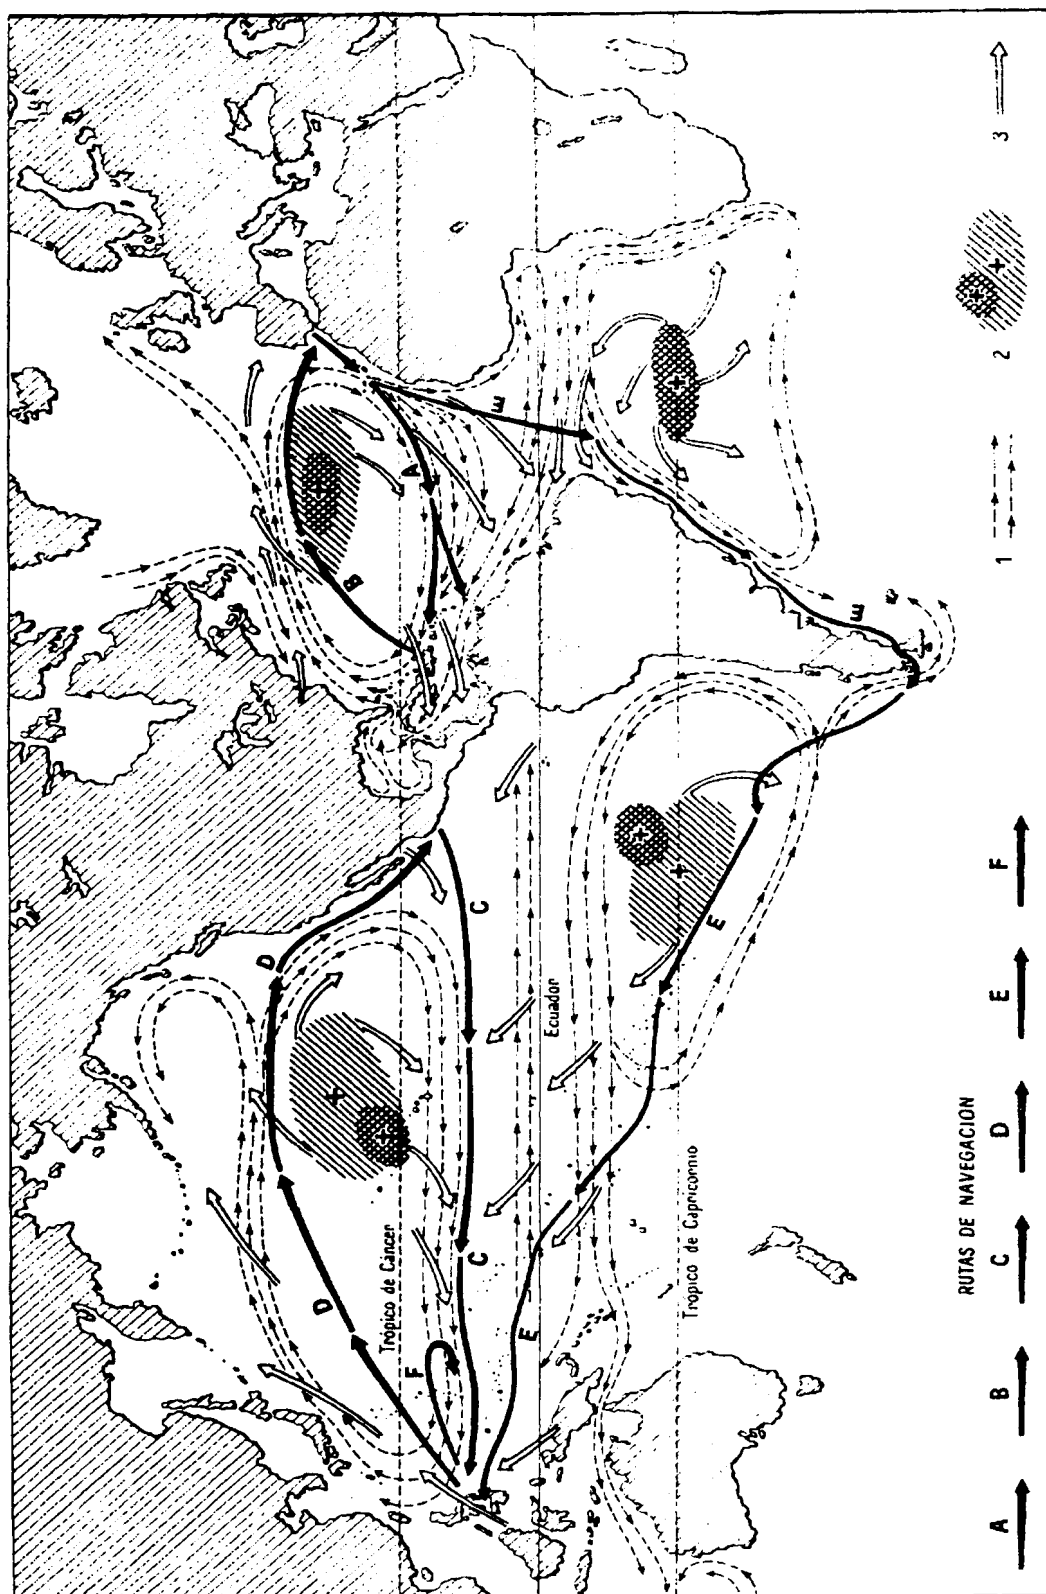 B
A
E
E
D
C
D
C
F
E
E
Trópico de Cáncer
Ecuador
Trópico de Capricornio
RUTAS DE NAVEGACION
A B C D E F
1 2 3